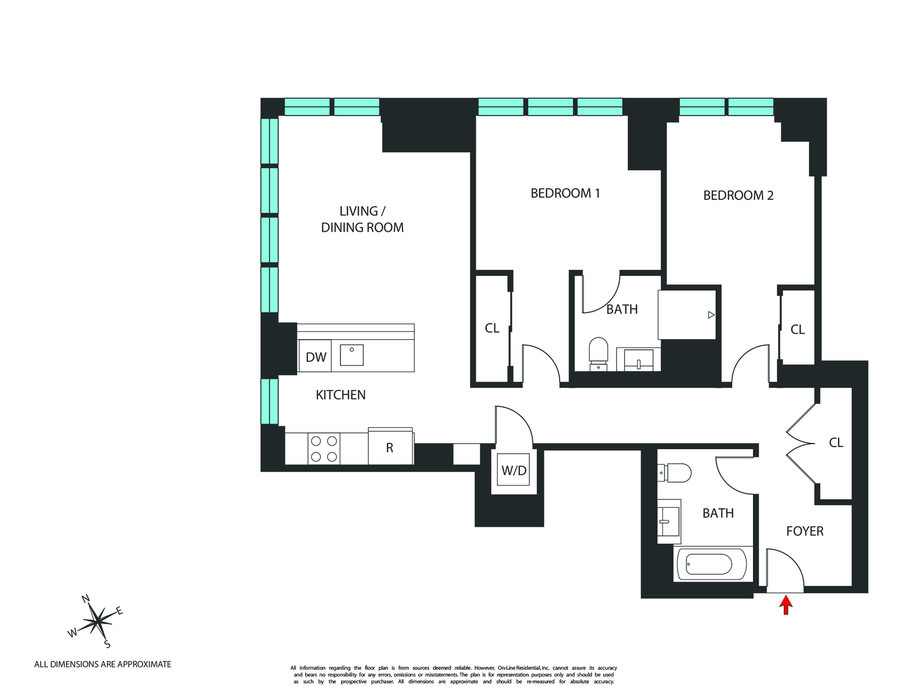 BEDROOM 1
BEDROOM 2
LIVING /
DINING ROOM
BATH
CL
CL
DW
KITCHEN
R
W/D
CL
BATH
FOYER
N
E
W
S
ALL DIMENSIONS ARE APPROXIMATE
All information regarding the floor plan is from sources deemed reliable. However, On-Line Residential, Inc. cannot assure its accuracy
and bears no responsibility for any errors, omissions or misstatements. The plan is for representation purposes only and should be used
as such by the prospective purchaser. All dimensions are approximate and should be re-measured for absolute accuracy.